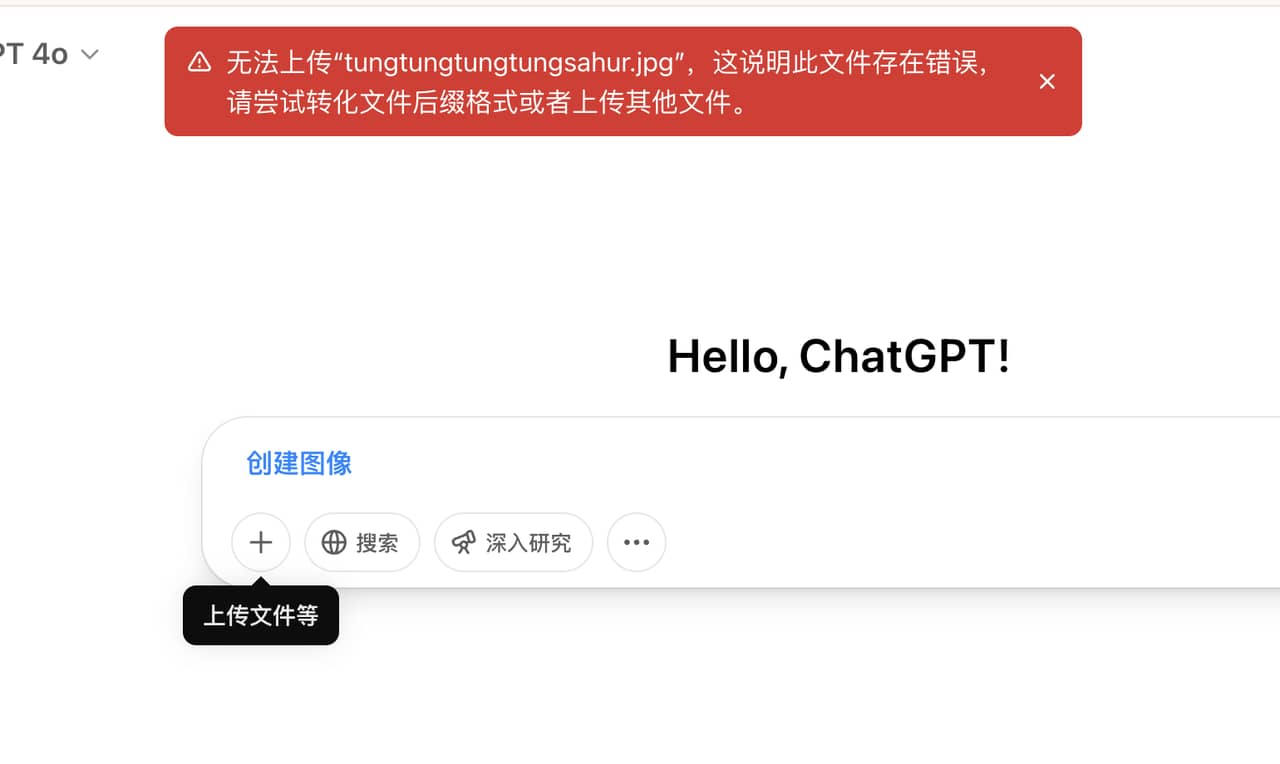 PT 4o
无法上传“tungtungtungtungsahur.jpg”，这说明此文件存在错误，
请尝试转化文件后缀格式或者上传其他文件。
Hello, ChatGPT!
创建图像
搜索
深入研究
上传文件等